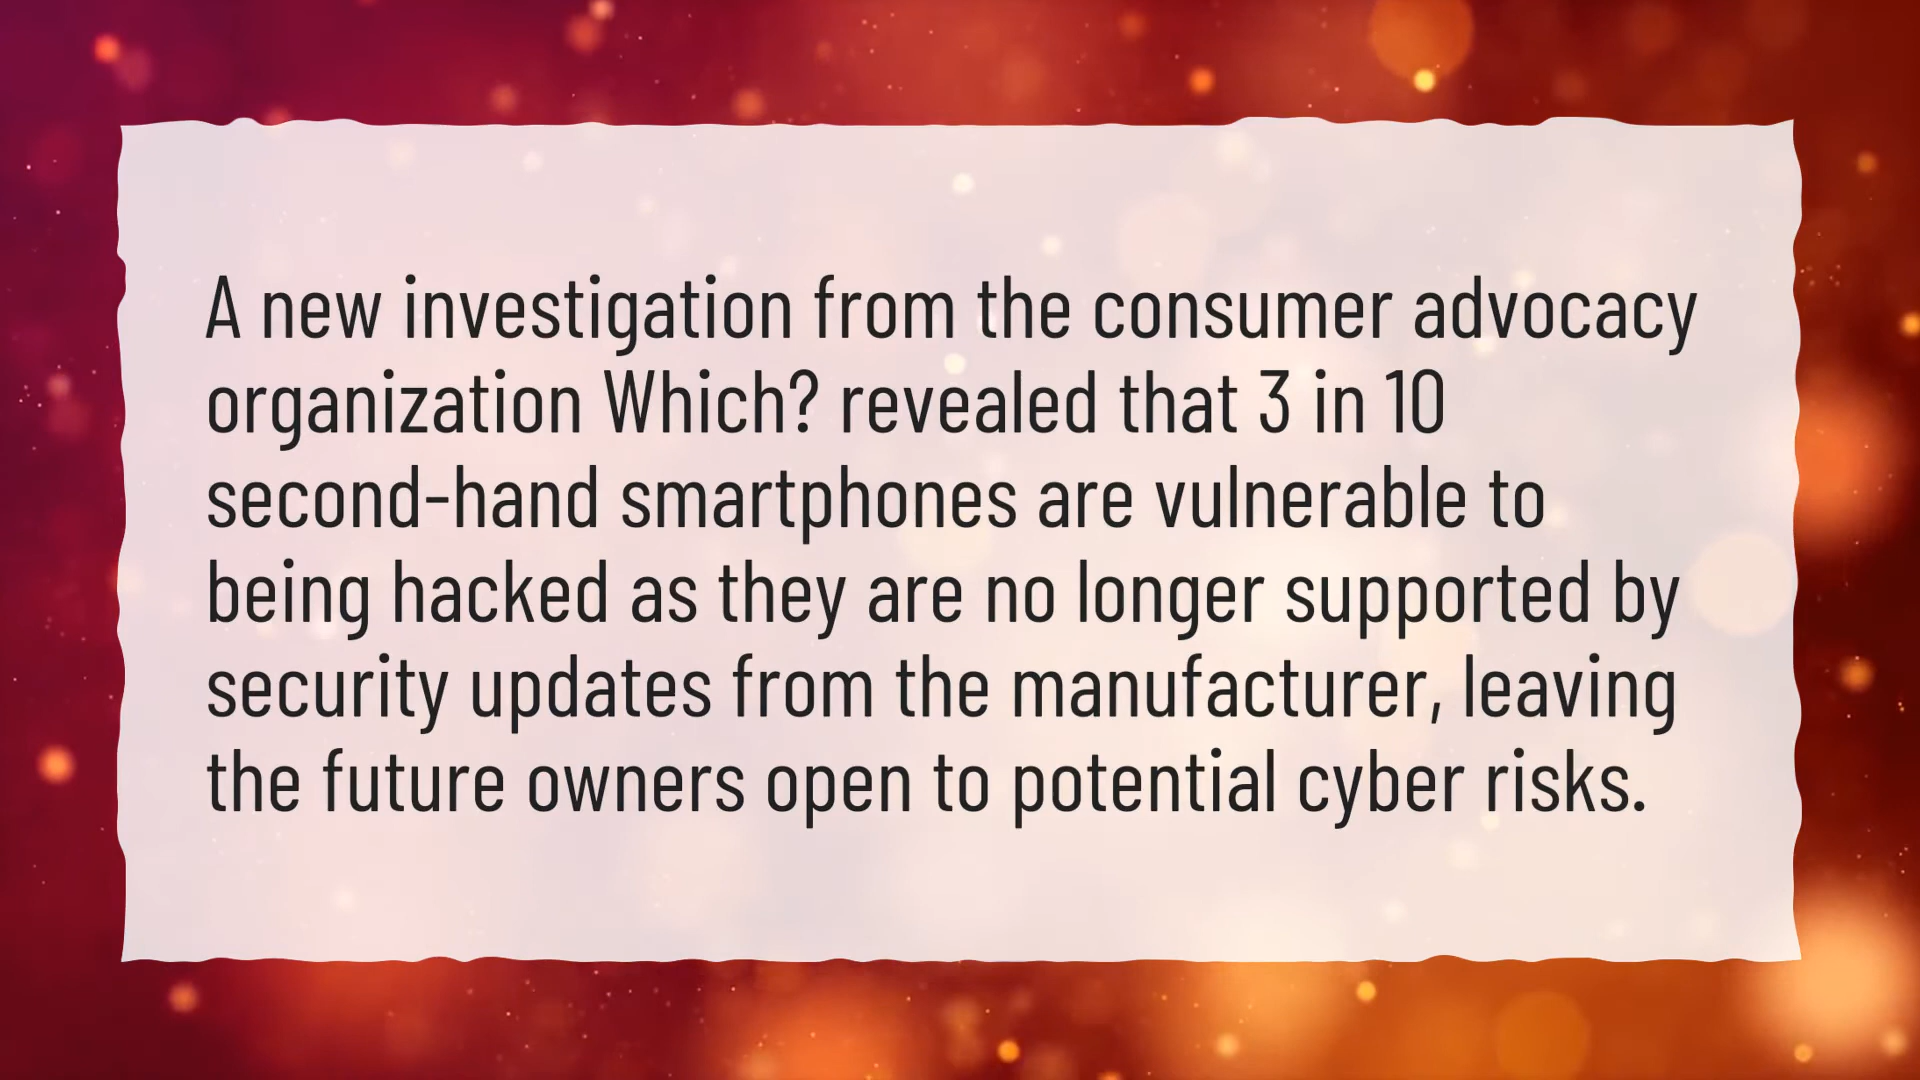 A new investigation from the consumer advocacy
organization Which? revealed that 3 in 10
second-hand smartphones are vulnerable to
being hacked as they are no longer supported by
security updates from the manufacturer, leaving
the future owners open to potential cyber risks.